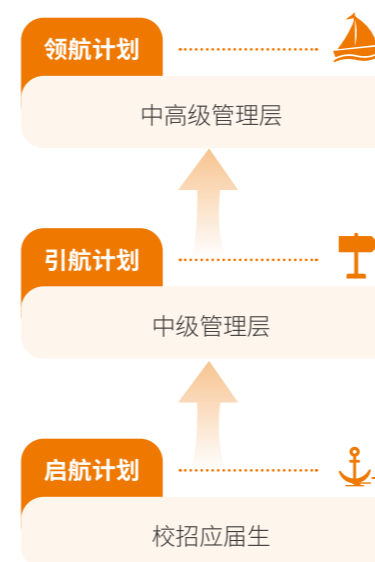 领航计划
中高级管理层
引航计划
中级管理层
启航计划
校招应届生